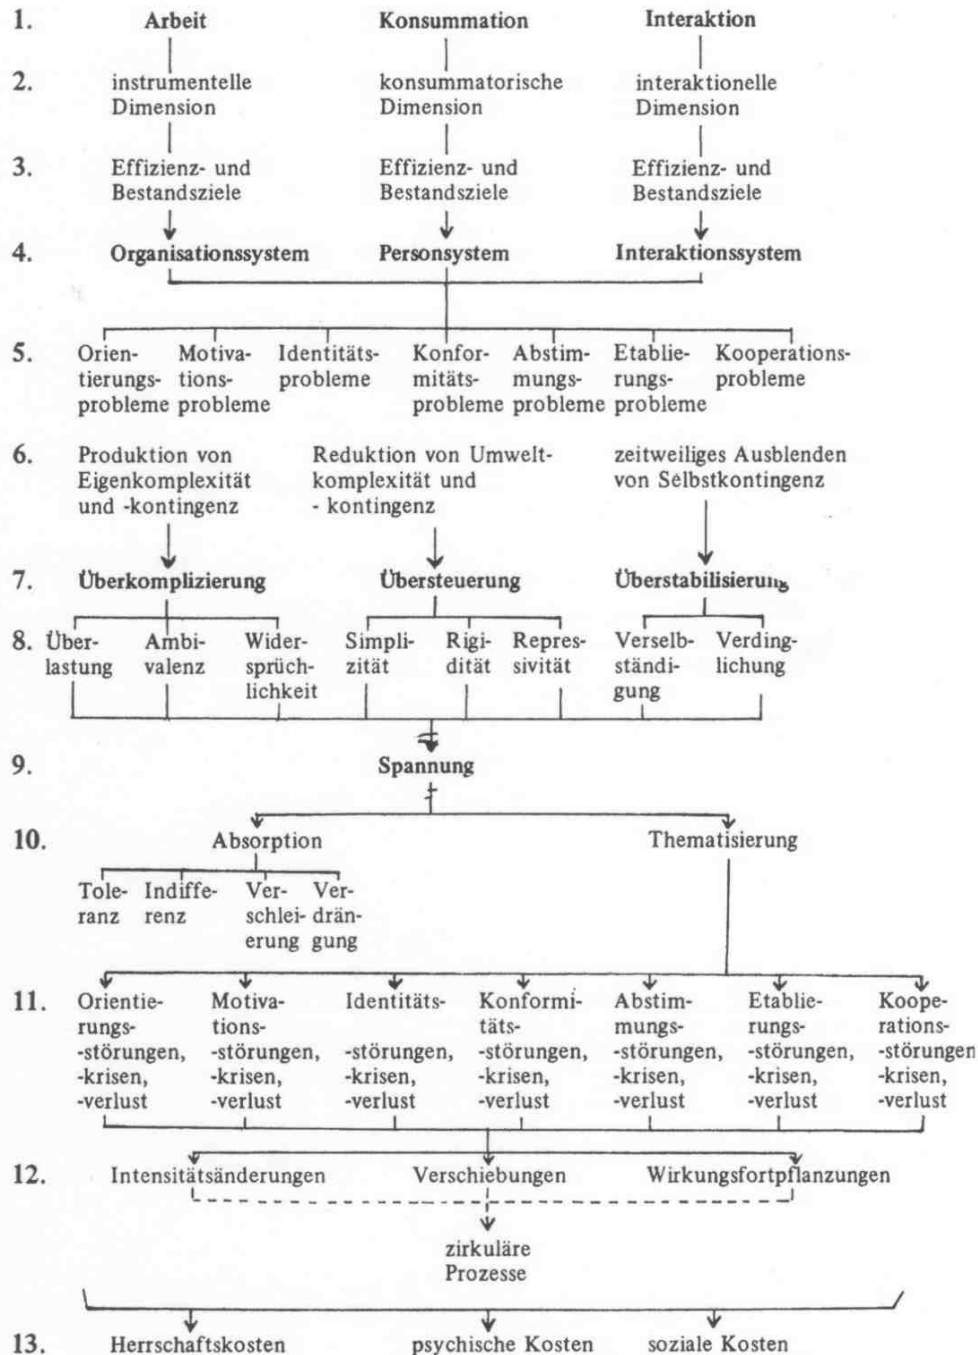 1. Arbeit Konsummation Interaktion
2. instrumentelle konsummatorische interaktionelle
Dimension Dimension Dimension
3. Effizienz- und Effizienz- und Effizienz- und
Bestandsziele Bestandsziele Bestandsziele
4. Organisationssystem Personsystem Interaktionssystem
5. Orien- Motiva- Identitäts- Konfor- Abstim- Etablie- Kooperations-
tierungs- tions- probleme mitäts- mungs- rungs- probleme
probleme probleme probleme probleme probleme
6. Produktion von Reduktion von Umwelt- zeitweiliges Ausblenden
Eigenkomplexität komplexität und von Selbstkontingenz
und -kontingenz - kontingenz
7. Überkomplizierung Übersteuerung Überstabilisierung
8. Über- Ambi- Wider- Simpli- Rigi- Repres- Verselb- Verding-
lastung valenz sprüch- zität dität sivität ständi- lichung
lichkeit gung
9. Spannung
10. Absorption Thematisierung
Tole- Indiffe- Ver- Ver-
ranz renz schlei- drän-
erung gung
11. Orientie- Motiva- Identitäts- Konformi- Abstim- Etablie- Koope-
rungs- tions- täts- mungs- rungs- rations-
-störungen, -störungen, -störungen, -störungen, -störungen, -störungen, -störungen
-krisen, -krisen, -krisen, -krisen, -krisen, -krisen, -krisen,
-verlust -verlust -verlust -verlust -verlust -verlust -verlust
12. Intensitätsänderungen Verschiebungen Wirkungsfortpflanzungen
zirkuläre
Prozesse
13. Herrschaftskosten psychische Kosten soziale Kosten